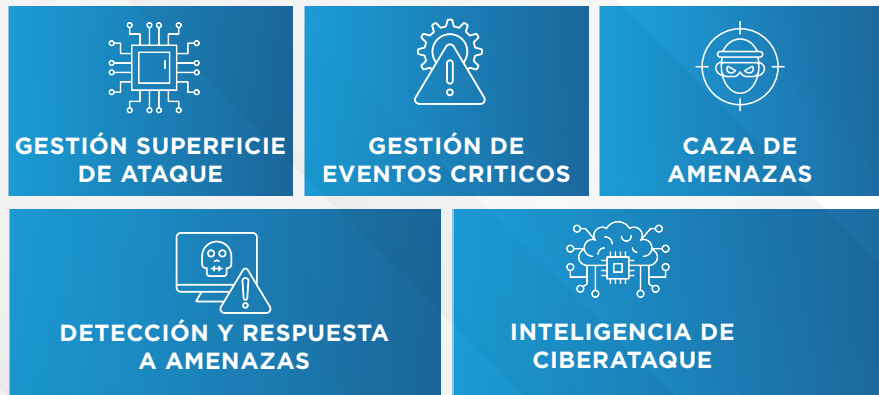 GESTIÓN SUPERFICIE
DE ATAQUE
GESTIÓN DE
EVENTOS CRITICOS
CAZA DE
AMENAZAS
DETECCIÓN Y RESPUESTA
A AMENAZAS
INTELIGENCIA DE
CIBERATAQUE